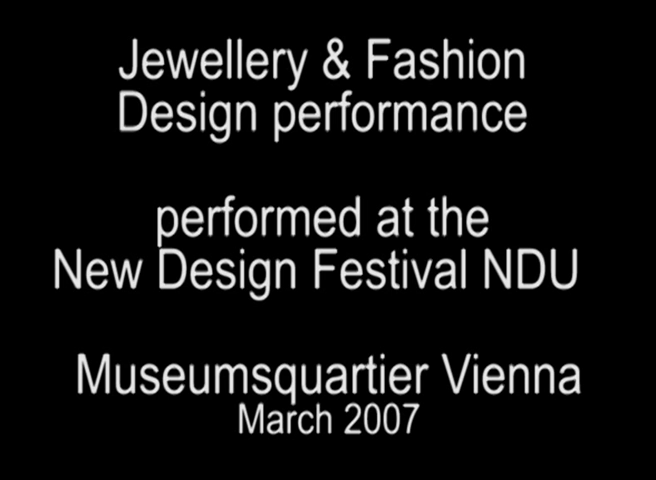 Jewellery & Fashion
Design performance
performed at the
New Design Festival NDU
Museumsquartier Vienna
March 2007